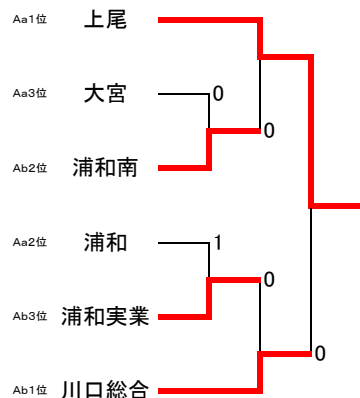 Aa1位 上尾
Aa3位 大宮 0
0
Ab2位 浦和南
Aa2位 浦和 1
0
Ab3位 浦和実業
0
Ab1位 川口総合